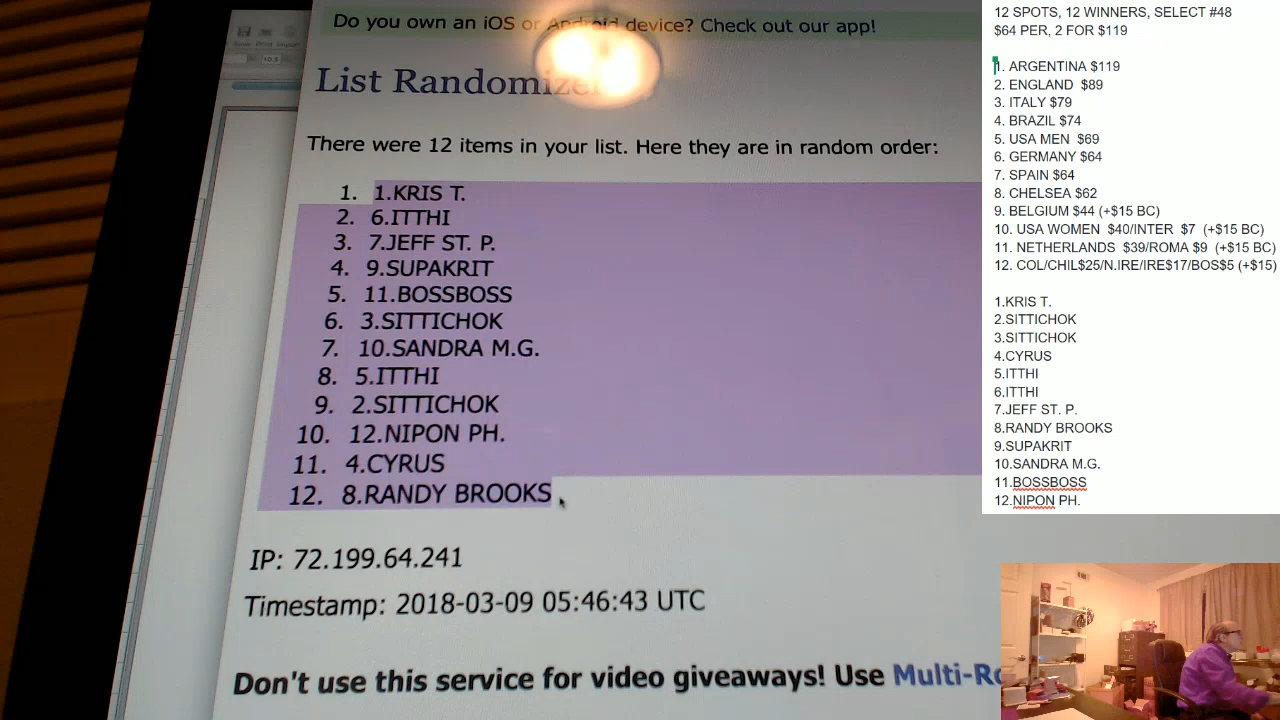 Save Print Import
10.3
Do you own an iOS or Android device? Check out our app!
List Randomize
There were 12 items in your list. Here they are in random order:
1. 1.KRIS T.
2. 6.ITTHI
3. 7.JEFF ST. P.
4. 9.SUPAKRIT
5. 11.BOSSBOSS
6. 3.SITTICHOK
7. 10.SANDRA M.G.
8. 5.ITTHI
9. 2.SITTICHOK
10. 12.NIPON PH.
11. 4.CYRUS
12. 8.RANDY BROOKS
IP: 72.199.64.241
Timestamp: 2018-03-09 05:46:43 UTC
Don't use this service for video giveaways! Use Multi-Ro
12 SPOTS, 12 WINNERS, SELECT #48
$64 PER, 2 FOR $119
1. ARGENTINA $119
2. ENGLAND $89
3. ITALY $79
4. BRAZIL $74
5. USA MEN $69
6. GERMANY $64
7. SPAIN $64
8. CHELSEA $62
9. BELGIUM $44 (+$15 BC)
10. USA WOMEN $40/INTER $7 (+$15 BC)
11. NETHERLANDS $39/ROMA $9 (+$15 BC)
12. COL/CHIL$25/N.IRE/IRE$17/BOS$5 (+$15)
1.KRIS T.
2.SITTICHOK
3.SITTICHOK
4.CYRUS
5.ITTHI
6.ITTHI
7.JEFF ST. P.
8.RANDY BROOKS
9.SUPAKRIT
10.SANDRA M.G.
11.BOSSBOSS
12.NIPON PH.